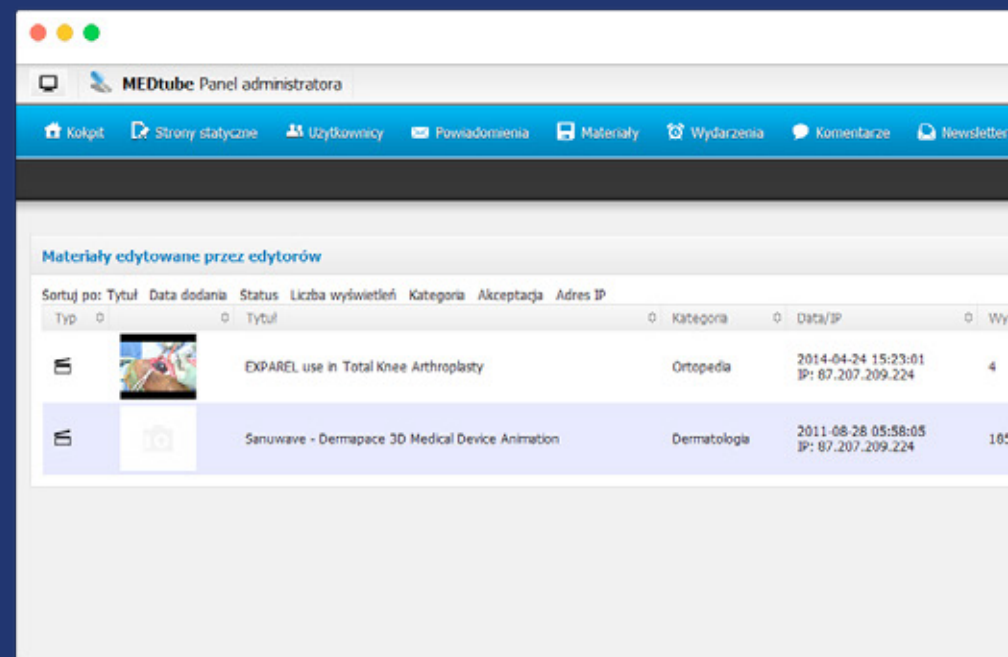 MEDtube Panel administratora
Kokpit Strony statyczne Użytkownicy Powiadomienia Materiały Wydarzenia Komentarze Newsletter
Materiały edytowane przez edytorów
Sortuj po: Tytuł Data dodania Status Liczba wyświetleń Kategoria Akceptacja Adres IP
Typ Tytuł Kategoria Data/IP Wy
EXPAREL use in Total Knee Arthroplasty Ortopedia 2014-04-24 15:23:01 4
IP: 87.207.209.224
Sanuwave - Dermapace 3D Medical Device Animation Dermatologia 2011-08-28 05:58:05 185
IP: 87.207.209.224